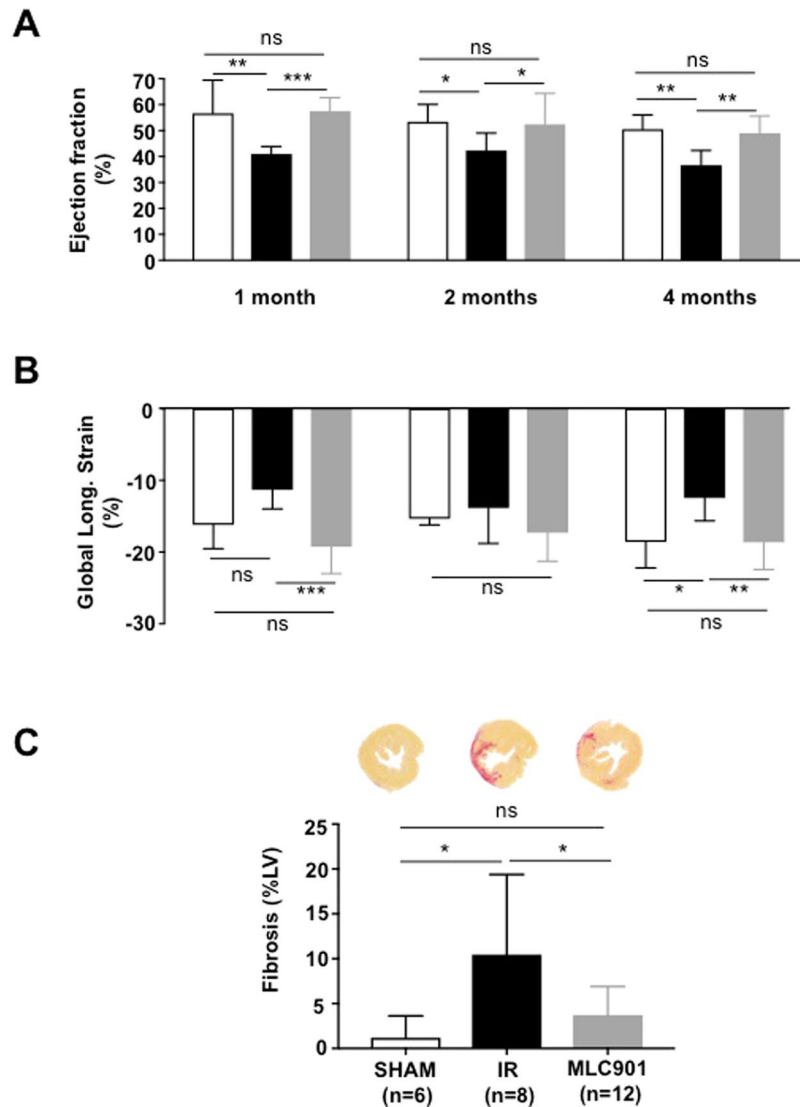 A
ns
** ***
ns
* *
ns
** **
Ejection fraction
(%)
70
60
50
40
30
20
10
0
1 month
2 months
4 months
B
Global Long. Strain
(%)
0
-10
-20
-30
ns
***
ns
ns
* **
ns
C
ns
* *
Fibrosis (%LV)
25
20
15
10
5
0
SHAM
(n=6)
IR
(n=8)
MLC901
(n=12)